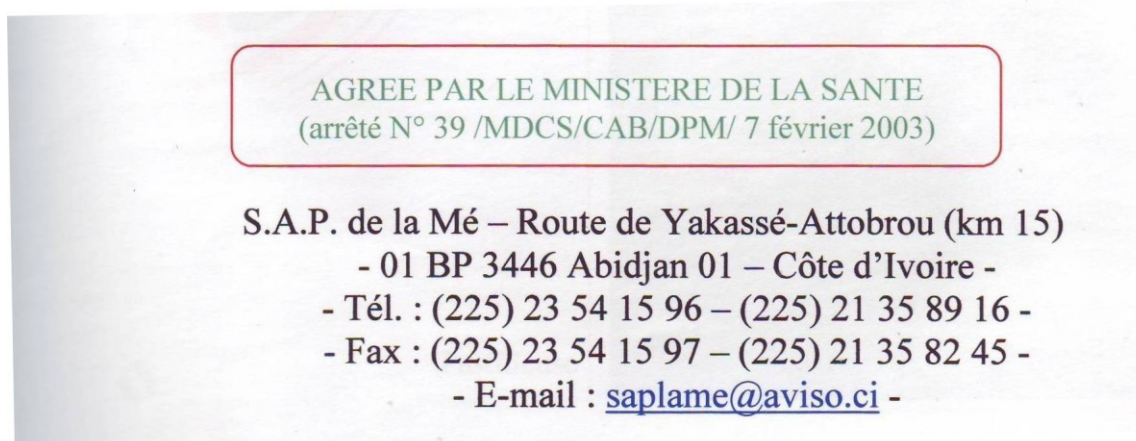 AGREE PAR LE MINISTERE DE LA SANTE
(arrêté N° 39 /MDCS/CAB/DPM/ 7 février 2003)
S.A.P. de la Mé – Route de Yakassé-Attobrou (km 15)
- 01 BP 3446 Abidjan 01 – Côte d’Ivoire -
- Tél. : (225) 23 54 15 96 – (225) 21 35 89 16 -
- Fax : (225) 23 54 15 97 – (225) 21 35 82 45 -
- E-mail : saplame@aviso.ci -